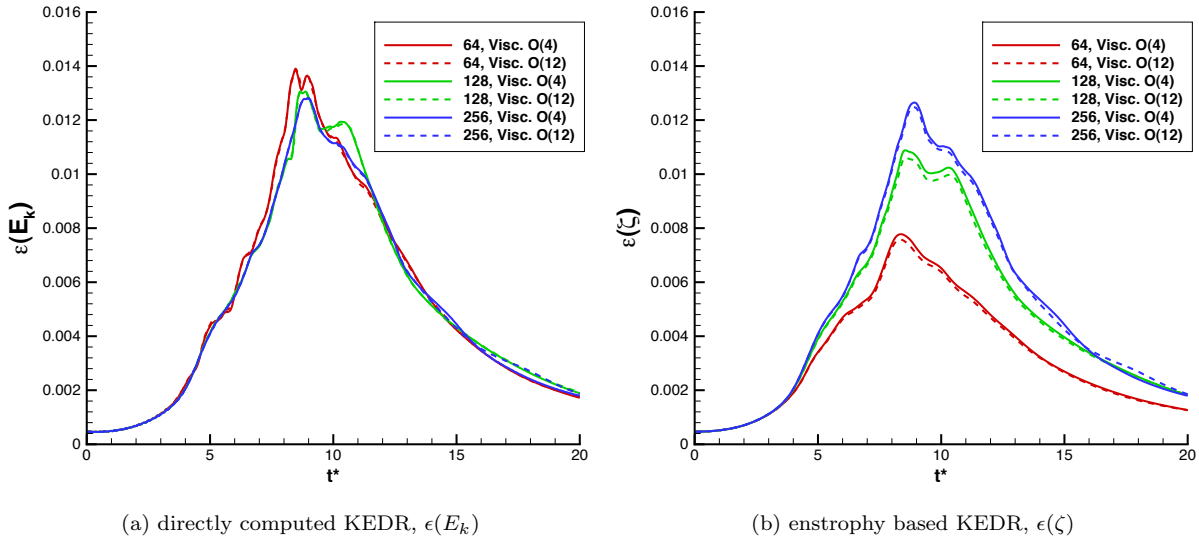 0.016
0.014
0.012
0.01
0.008
0.006
0.004
0.002
0
0 5 10 15 20
ε(E_k)
t*
64, Visc. O(4)
64, Visc. O(12)
128, Visc. O(4)
128, Visc. O(12)
256, Visc. O(4)
256, Visc. O(12)
(a) directly computed KEDR, ϵ(E_k)
0.016
0.014
0.012
0.01
0.008
0.006
0.004
0.002
0
0 5 10 15 20
ε(ζ)
t*
64, Visc. O(4)
64, Visc. O(12)
128, Visc. O(4)
128, Visc. O(12)
256, Visc. O(4)
256, Visc. O(12)
(b) enstrophy based KEDR, ϵ(ζ)